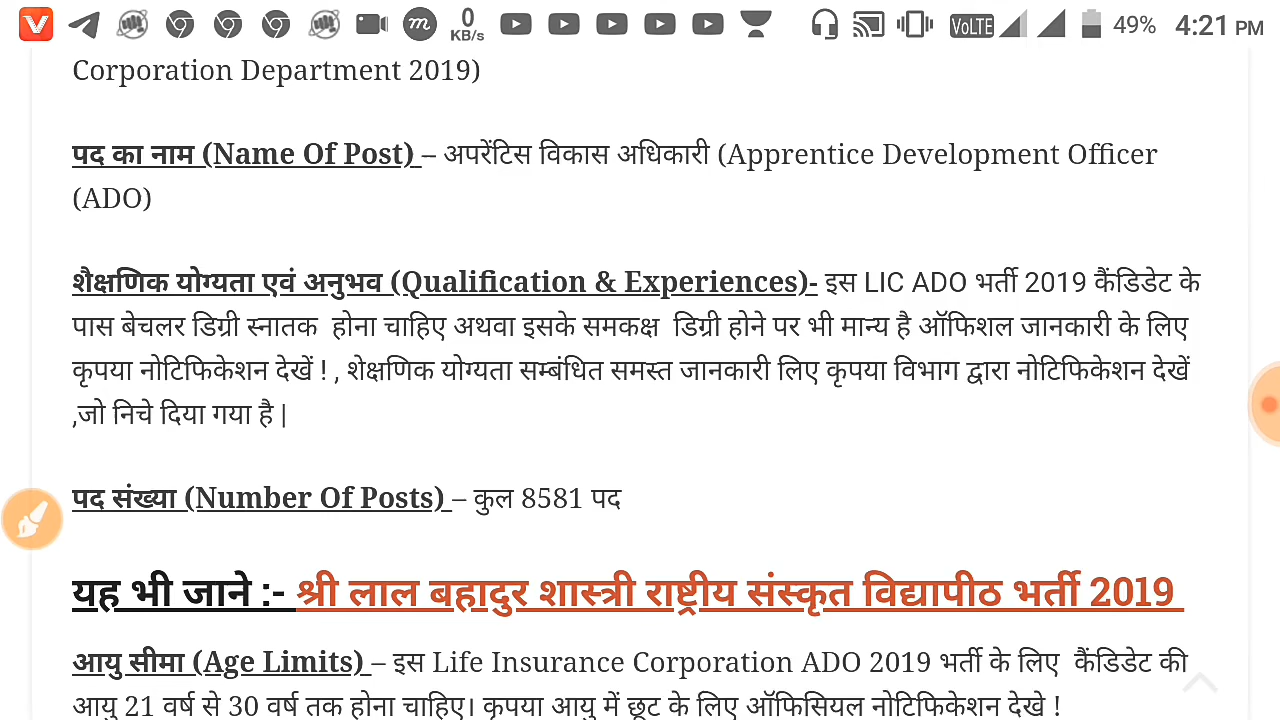 0
KB/s
VoLTE
49%
4:21 PM
Corporation Department 2019)
पद का नाम (Name Of Post) – अपरेंटिस विकास अधिकारी (Apprentice Development Officer
(ADO)
शैक्षणिक योग्यता एवं अनुभव (Qualification & Experiences)- इस LIC ADO भर्ती 2019 कैंडिडेट के
पास बेचलर डिग्री स्नातक होना चाहिए अथवा इसके समकक्ष डिग्री होने पर भी मान्य है ऑफिशल जानकारी के लिए
कृपया नोटिफिकेशन देखें ! , शेक्षणिक योग्यता सम्बंधित समस्त जानकारी लिए कृपया विभाग द्वारा नोटिफिकेशन देखें
,जो निचे दिया गया है |
पद संख्या (Number Of Posts) – कुल 8581 पद
यह भी जाने :- श्री लाल बहादुर शास्त्री राष्ट्रीय संस्कृत विद्यापीठ भर्ती 2019
आयु सीमा (Age Limits) – इस Life Insurance Corporation ADO 2019 भर्ती के लिए कैंडिडेट की
आयु 21 वर्ष से 30 वर्ष तक होना चाहिए। कृपया आयु में छूट के लिए ऑफिसियल नोटिफिकेशन देखे !